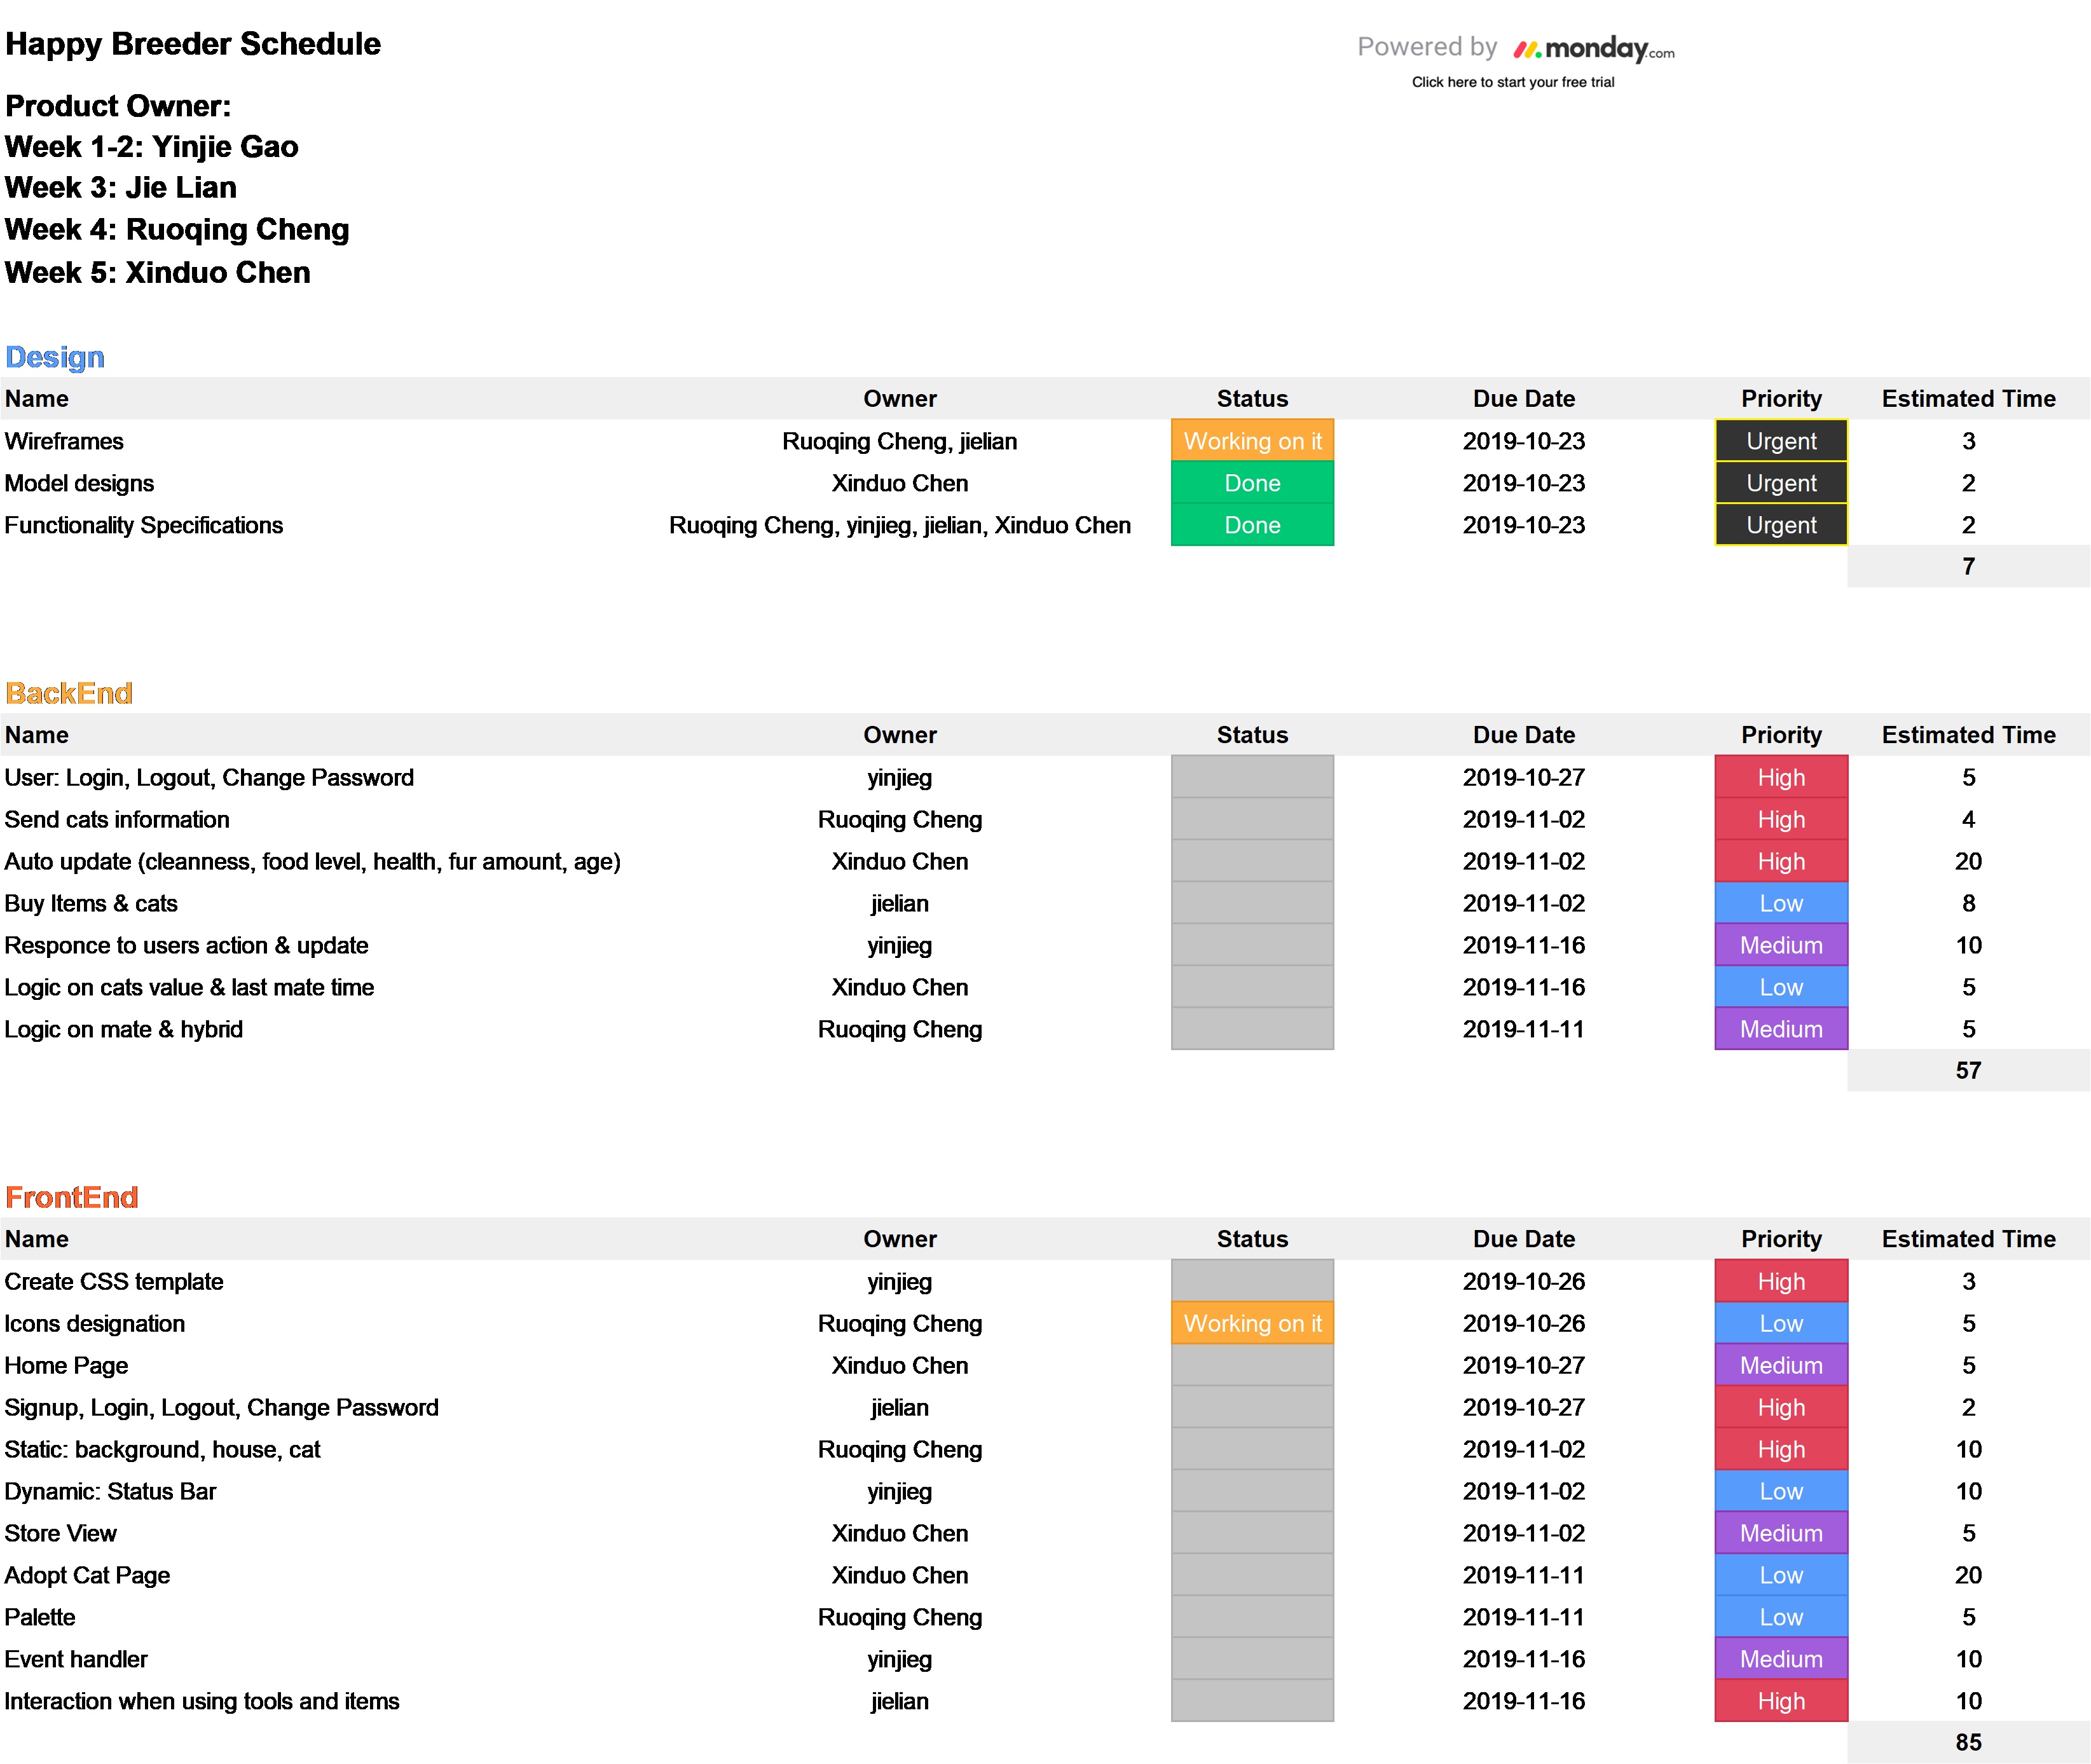 Happy Breeder Schedule
Powered by monday.com
Click here to start your free trial
Product Owner:
Week 1-2: Yinjie Gao
Week 3: Jie Lian
Week 4: Ruoqing Cheng
Week 5: Xinduo Chen
Design
Name Owner Status Due Date Priority Estimated Time
Wireframes Ruoqing Cheng, jielian Working on it 2019-10-23 Urgent 3
Model designs Xinduo Chen Done 2019-10-23 Urgent 2
Functionality Specifications Ruoqing Cheng, yinjieg, jielian, Xinduo Chen Done 2019-10-23 Urgent 2
7
BackEnd
Name Owner Status Due Date Priority Estimated Time
User: Login, Logout, Change Password yinjieg 2019-10-27 High 5
Send cats information Ruoqing Cheng 2019-11-02 High 4
Auto update (cleanness, food level, health, fur amount, age) Xinduo Chen 2019-11-02 High 20
Buy Items & cats jielian 2019-11-02 Low 8
Responce to users action & update yinjieg 2019-11-16 Medium 10
Logic on cats value & last mate time Xinduo Chen 2019-11-16 Low 5
Logic on mate & hybrid Ruoqing Cheng 2019-11-11 Medium 5
57
FrontEnd
Name Owner Status Due Date Priority Estimated Time
Create CSS template yinjieg 2019-10-26 High 3
Icons designation Ruoqing Cheng Working on it 2019-10-26 Low 5
Home Page Xinduo Chen 2019-10-27 Medium 5
Signup, Login, Logout, Change Password jielian 2019-10-27 High 2
Static: background, house, cat Ruoqing Cheng 2019-11-02 High 10
Dynamic: Status Bar yinjieg 2019-11-02 Low 10
Store View Xinduo Chen 2019-11-02 Medium 5
Adopt Cat Page Xinduo Chen 2019-11-11 Low 20
Palette Ruoqing Cheng 2019-11-11 Low 5
Event handler yinjieg 2019-11-16 Medium 10
Interaction when using tools and items jielian 2019-11-16 High 10
85